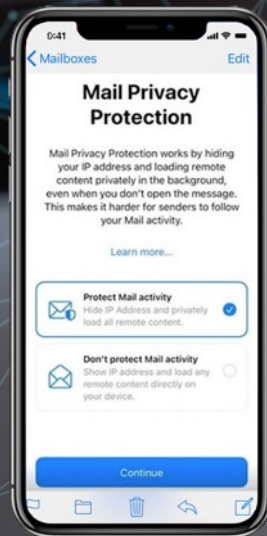 9:41
Mailboxes
Edit
Mail Privacy
Protection
Mail Privacy Protection works by hiding
your IP address and loading remote
content privately in the background,
even when you don't open the message.
This makes it harder for senders to follow
your Mail activity.
Learn more...
Protect Mail activity
Hide IP Address and privately
load all remote content.
Don't protect Mail activity
Show IP address and load any
remote content directly on
your device.
Continue